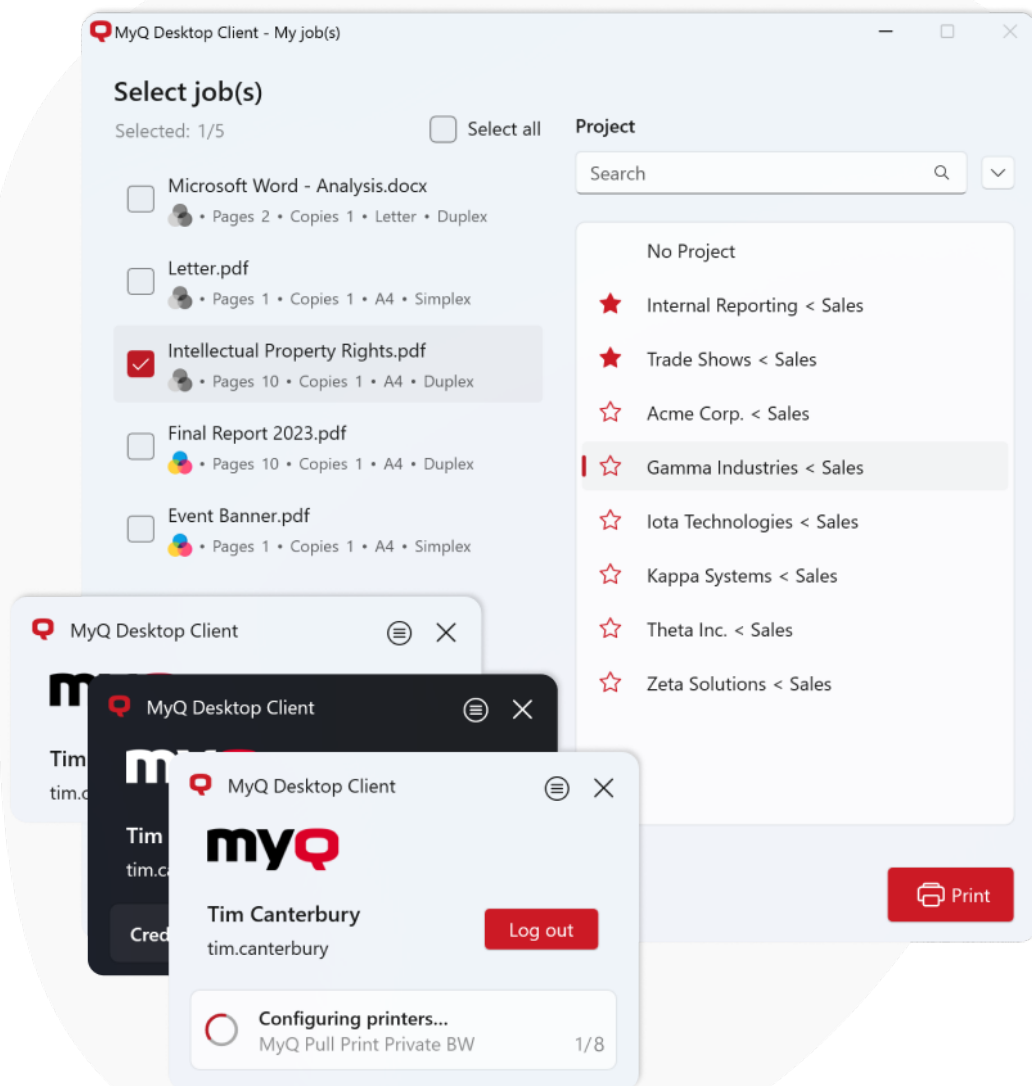 MyQ Desktop Client - My job(s)
Select job(s)
Selected: 1/5
Select all
Microsoft Word - Analysis.docx
• Pages 2 • Copies 1 • Letter • Duplex
Letter.pdf
• Pages 1 • Copies 1 • A4 • Simplex
Intellectual Property Rights.pdf
• Pages 10 • Copies 1 • A4 • Duplex
Final Report 2023.pdf
• Pages 10 • Copies 1 • A4 • Duplex
Event Banner.pdf
• Pages 1 • Copies 1 • A4 • Simplex
Project
Search
No Project
Internal Reporting < Sales
Trade Shows < Sales
Acme Corp. < Sales
Gamma Industries < Sales
Iota Technologies < Sales
Kappa Systems < Sales
Theta Inc. < Sales
Zeta Solutions < Sales
Print
MyQ Desktop Client
Tim
tim.c
MyQ Desktop Client
Tim
tim.ca
Cred
MyQ Desktop Client
myQ
Tim Canterbury
tim.canterbury
Log out
Configuring printers...
MyQ Pull Print Private BW
1/8